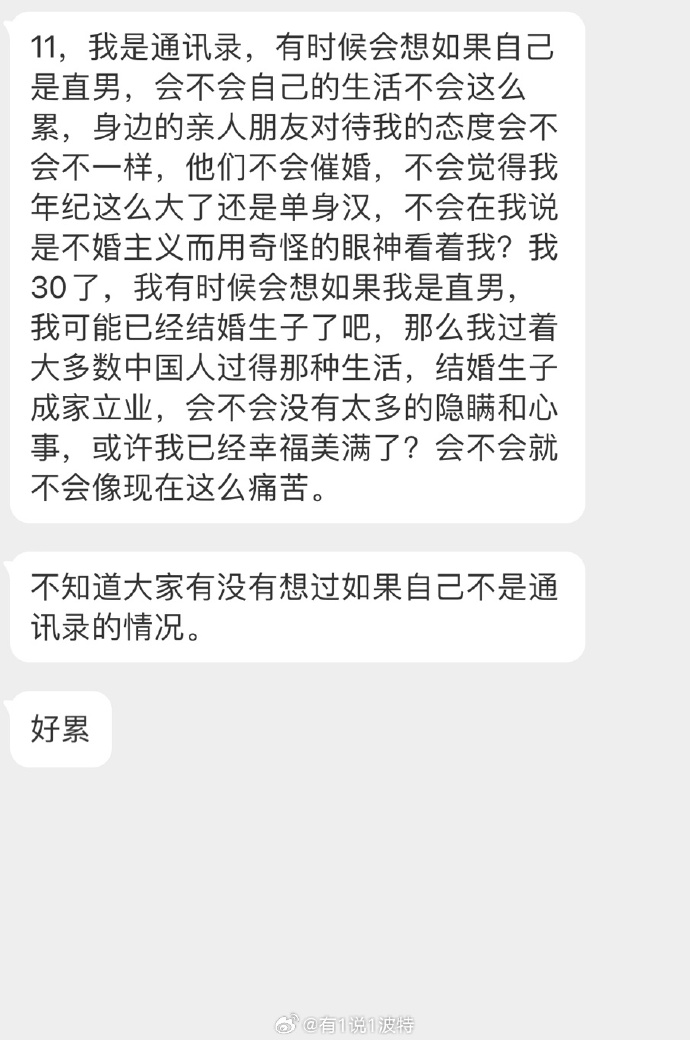 11，我是通讯录，有时候会想如果自己
是直男，会不会自己的生活不会这么
累，身边的亲人朋友对待我的态度会不
会不一样，他们不会催婚，不会觉得我
年纪这么大了还是单身汉，不会在我说
是不婚主义而用奇怪的眼神看着我？我
30了，我有时候会想如果我是直男，
我可能已经结婚生子了吧，那么我过着
大多数中国人过得那种生活，结婚生子
成家立业，会不会没有太多的隐瞒和心
事，或许我已经幸福美满了？会不会就
不会像现在这么痛苦。
不知道大家有没有想过如果自己不是通
讯录的情况。
好累
@有1说1波特